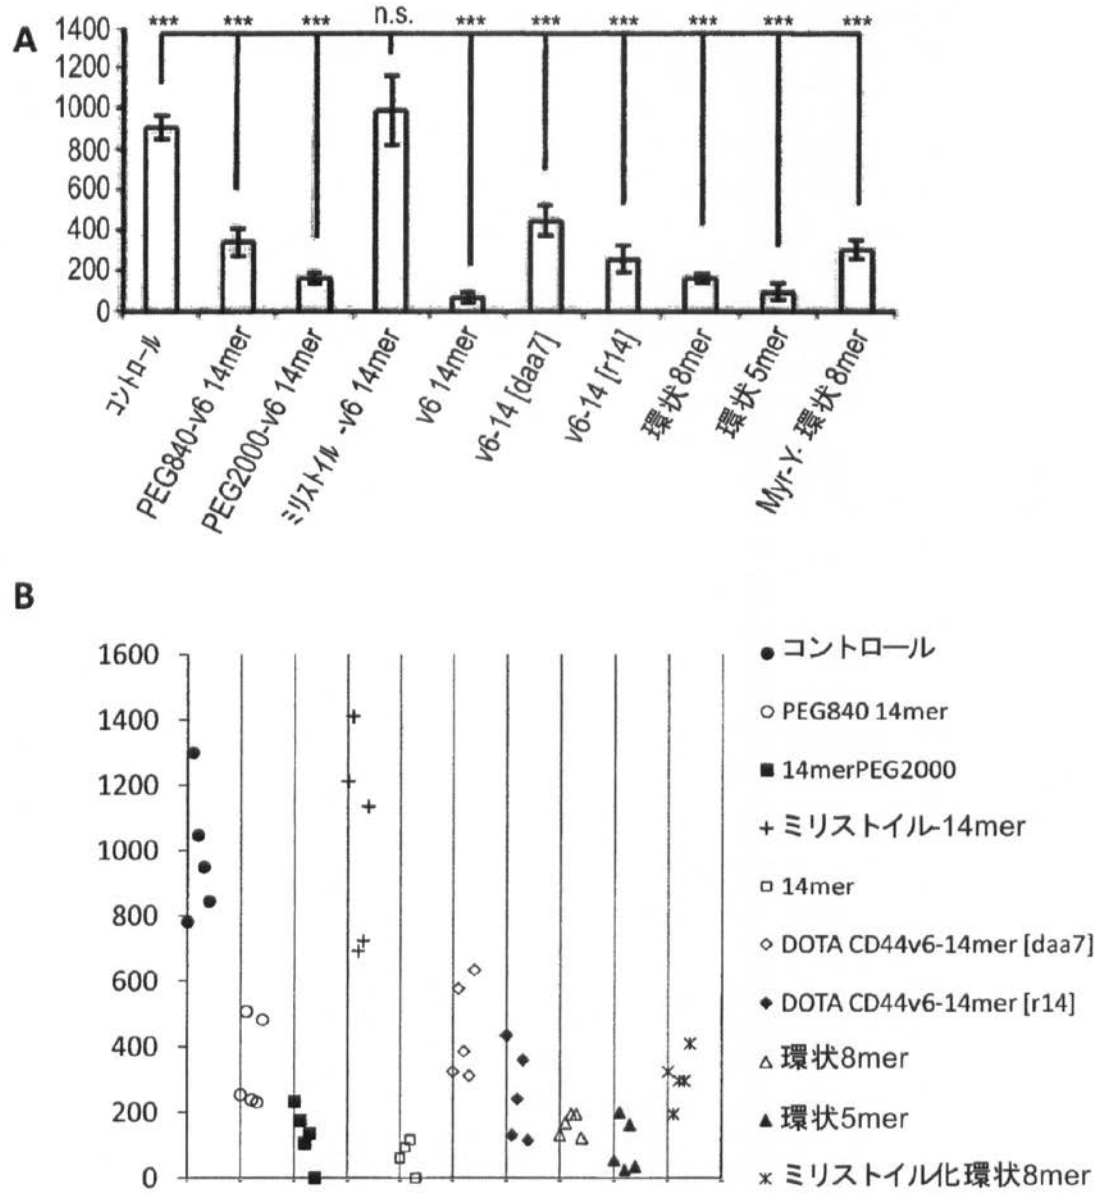 A
1400
1200
1000
800
600
400
200
0
*** *** *** n.s. *** *** *** *** *** ***
コントロール
PEG840-v6 14mer
PEG2000-v6 14mer
ミリストイル -v6 14mer
v6 14mer
v6-14 [daa7]
v6-14 [r14]
環状 8mer
環状 5mer
Myr-Y- 環状 8mer
B
1600
1400
1200
1000
800
600
400
200
0
コントロール
PEG840 14mer
14merPEG2000
ミリストイル-14mer
14mer
DOTA CD44v6-14mer [daa7]
DOTA CD44v6-14mer [r14]
環状8mer
環状5mer
ミリストイル化 環状8mer